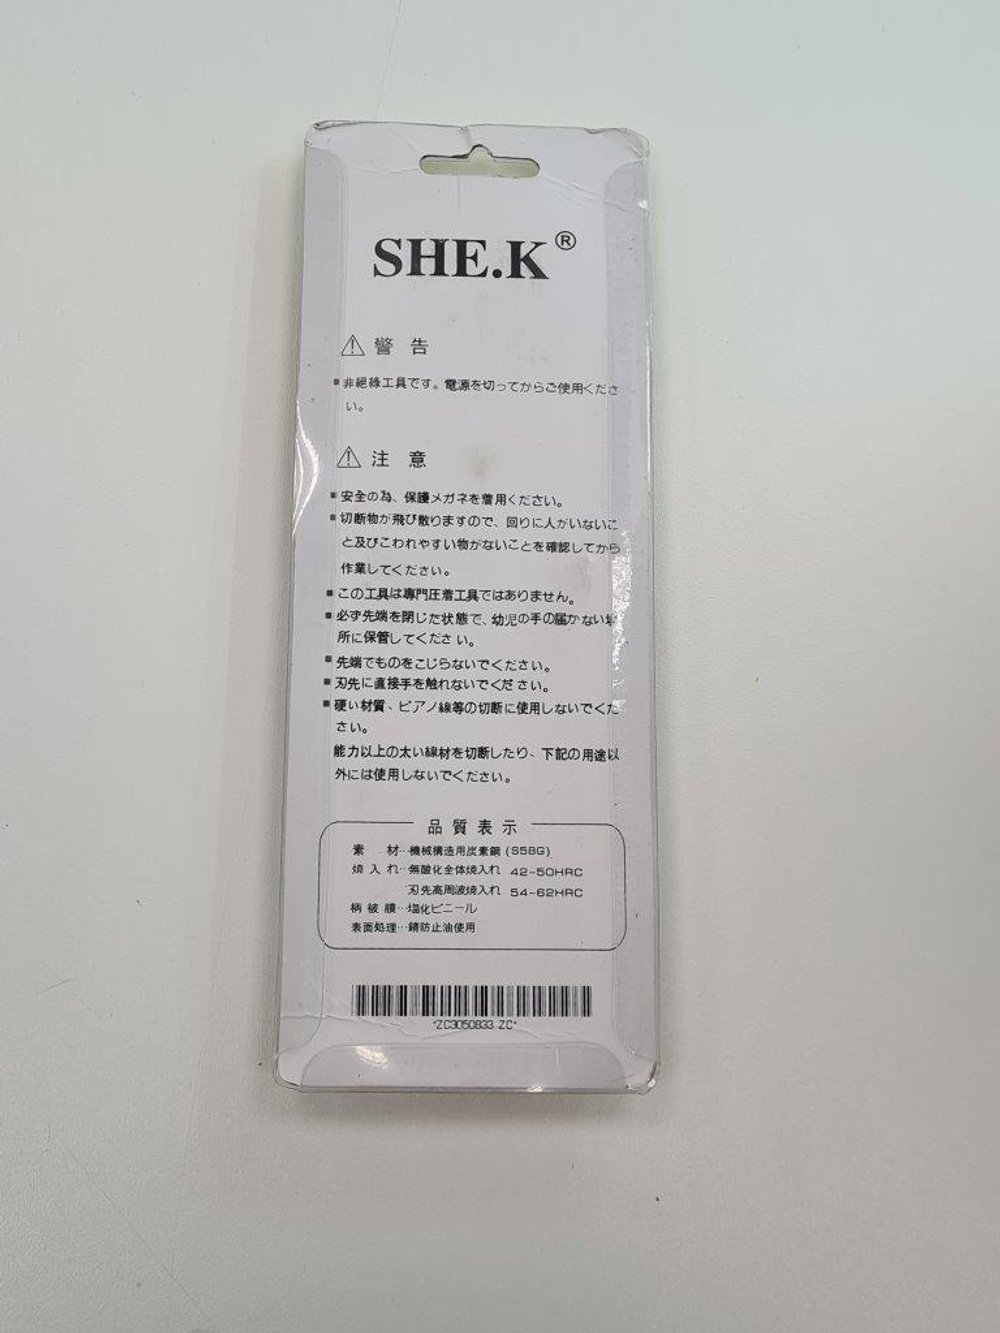 SHE.K®
⚠ 警 告
■ 非絕緣工具です。電源を切ってからご使用くださ
い。
⚠ 注 意
■ 安全の為、保護メガネを着用ください。
■ 切断物が飛び散りますので、回りに人がいないこ
と及びこわれやすい物がないことを確認してから
作業してください。
■ この工具は專門圧着工具ではありません。
■ 必ず先端を閉じた状態で、幼児の手の届かない場
所に保管してください。
■ 先端でものをこじらないでください。
■ 刃先に直接手を触れないでください。
■ 硬い材質、ピアノ線等の切断に使用しないでくだ
さい。
能力以上の太い線材を切断したり、下記の用途以
外には使用しないでください。
品質表示
素 材…機械構造用炭素鋼 (S58G)
焼入れ…無酸化全体焼入れ 42-50HRC
刃先高周波焼入れ 54-62HRC
柄被膜…塩化ビニール
表面処理…錆防止油使用
*ZC3050833 ZC*